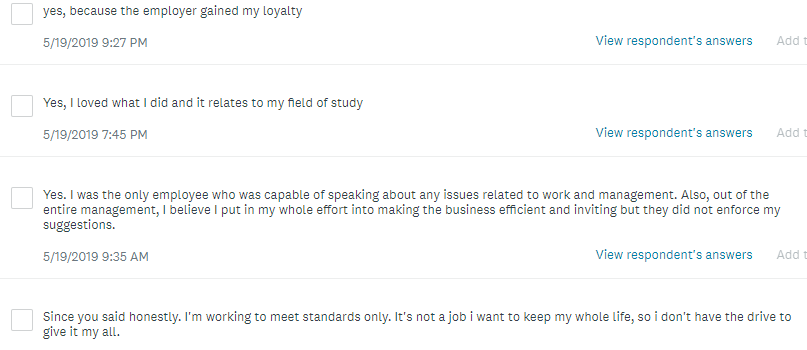 yes, because the employer gained my loyalty
5/19/2019 9:27 PM
View respondent's answers
Add t
Yes, I loved what I did and it relates to my field of study
5/19/2019 7:45 PM
View respondent's answers
Add t
Yes. I was the only employee who was capable of speaking about any issues related to work and management. Also, out of the
entire management, I believe I put in my whole effort into making the business efficient and inviting but they did not enforce my
suggestions.
5/19/2019 9:35 AM
View respondent's answers
Add t
Since you said honestly. I'm working to meet standards only. It's not a job i want to keep my whole life, so i don't have the drive to
give it my all.